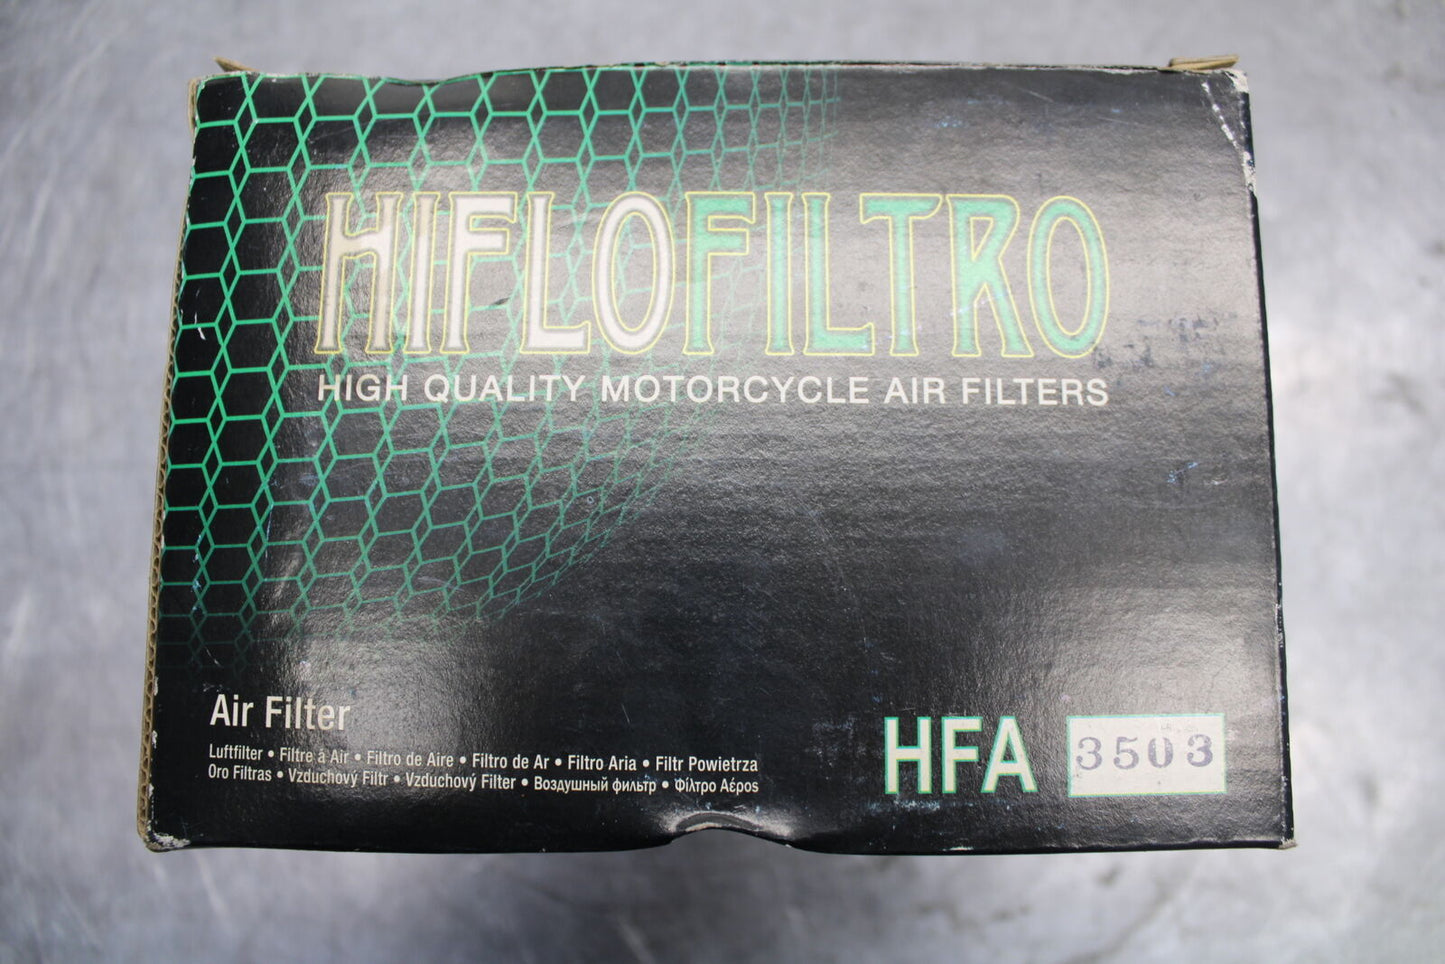 HIFLOFILTRO
HIGH QUALITY MOTORCYCLE AIR FILTERS
Air Filter
Luftfilter • Filtre à Air • Filtro de Aire • Filtro de Ar • Filtro Aria • Filtr Powietrza
Oro Filtras • Vzduchový Filtr • Vzduchový Filter • Воздушный фильтр • Φίλτρο Αέρος
HFA 3503